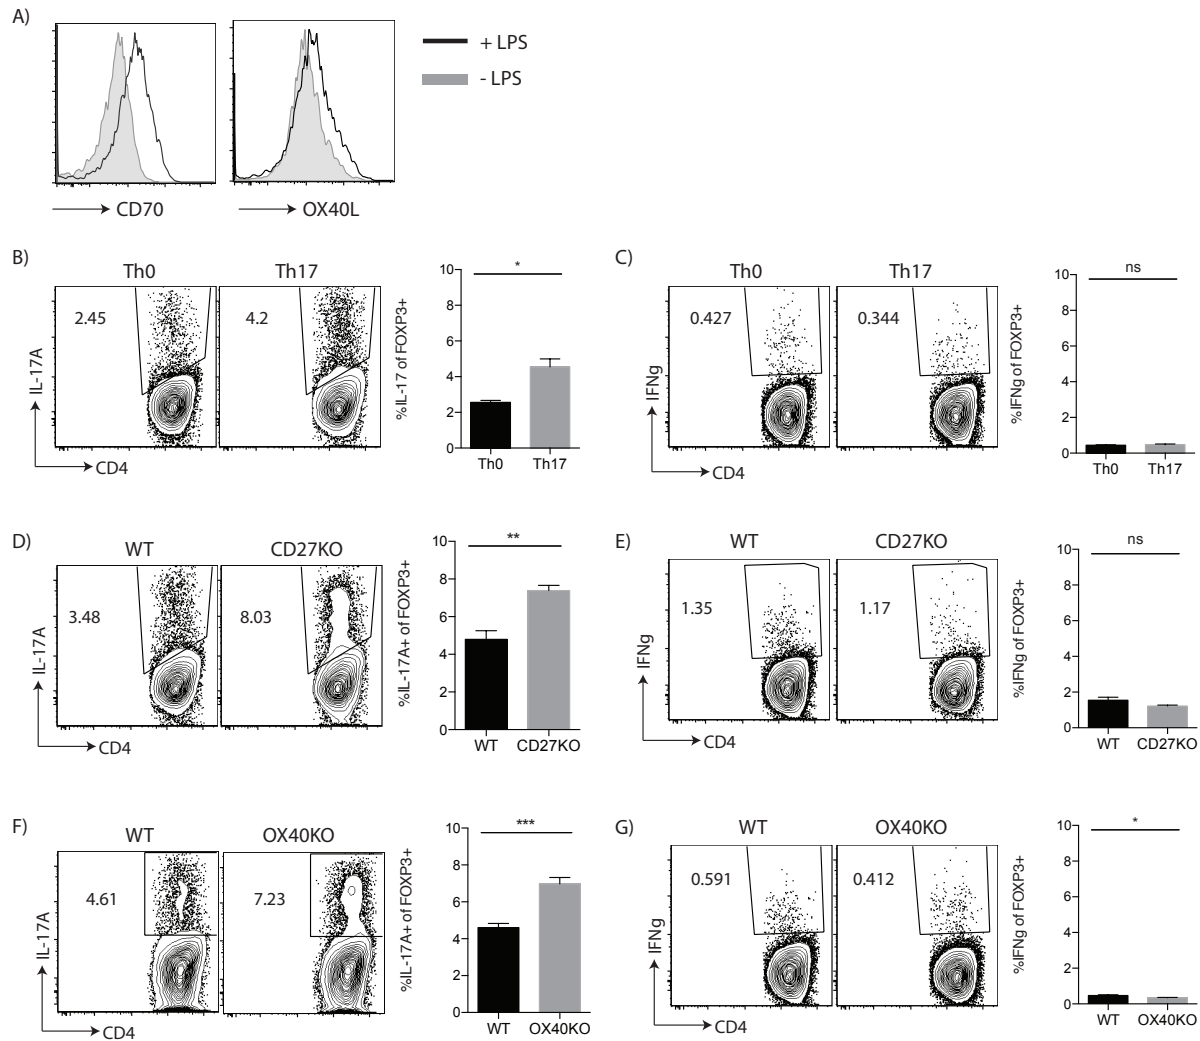 A)
+ LPS
- LPS
CD70
OX40L
B)
Th0
Th17
2.45
4.2
IL-17A
CD4
%IL-17 of FOXP3+
10
8
6
4
2
0
*
Th0
Th17
C)
Th0
Th17
0.427
0.344
IFNg
CD4
%IFNg of FOXP3+
10
8
6
4
2
0
ns
Th0
Th17
D)
WT
CD27KO
3.48
8.03
IL-17A
CD4
%IL-17A+ of FOXP3+
10
8
6
4
2
0
**
WT
CD27KO
E)
WT
CD27KO
1.35
1.17
IFNg
CD4
%IFNg of FOXP3+
10
8
6
4
2
0
ns
WT
CD27KO
F)
WT
OX40KO
4.61
7.23
IL-17A
CD4
%IL-17A+ of FOXP3+
10
8
6
4
2
0
***
WT
OX40KO
G)
WT
OX40KO
0.591
0.412
IFNg
CD4
%IFNg of FOXP3+
10
8
6
4
2
0
*
WT
OX40KO